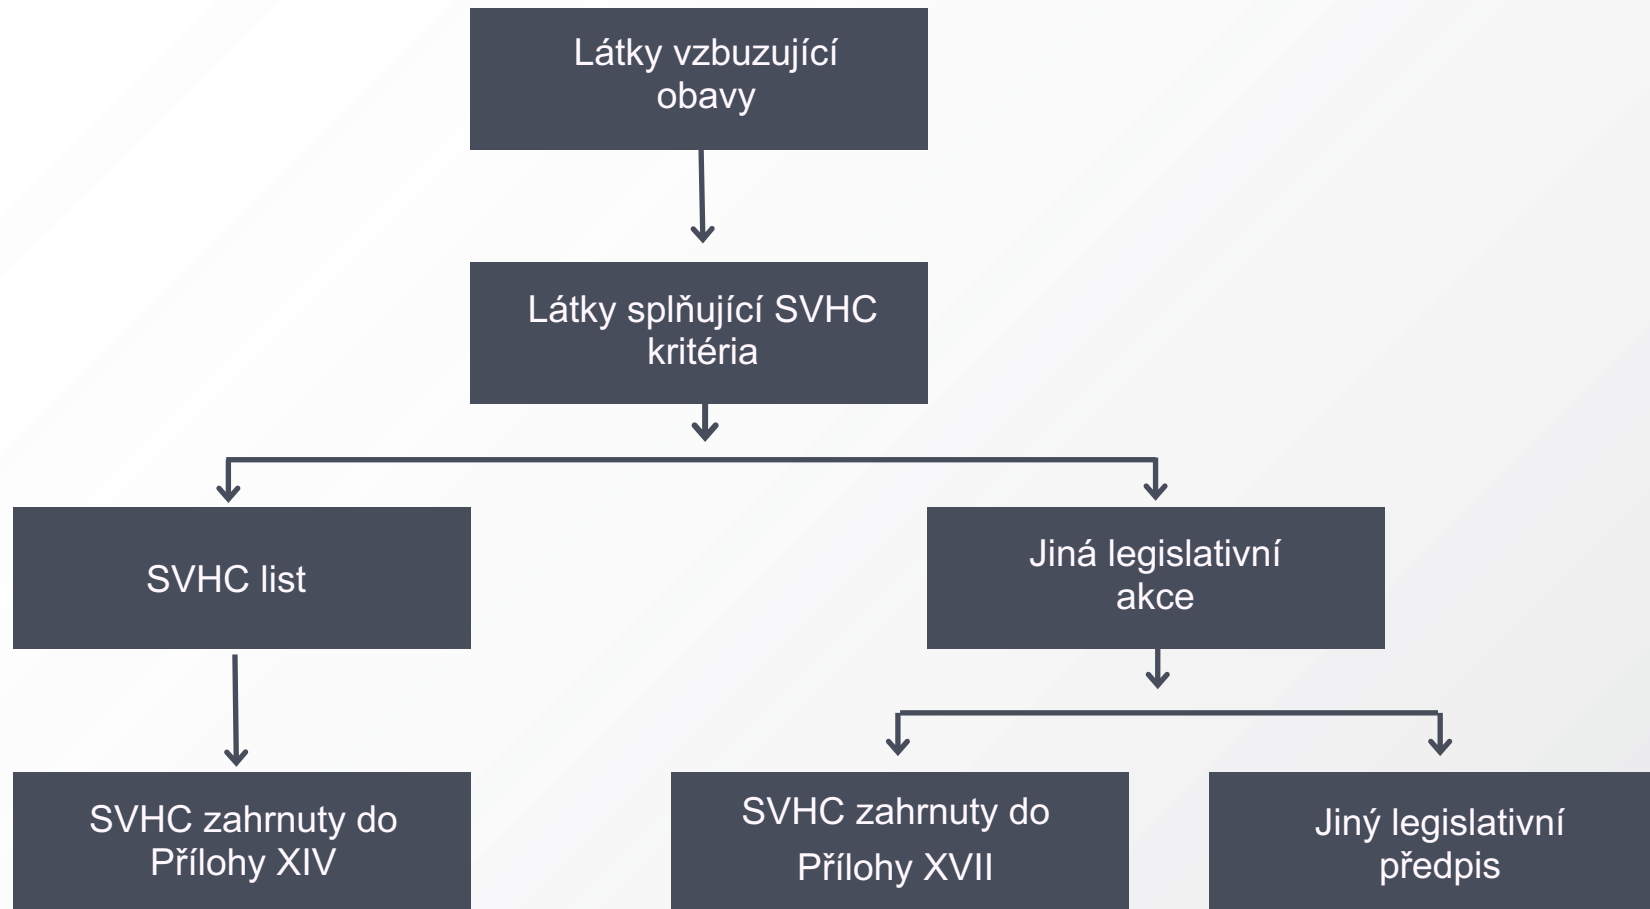 Látky vzbuzující
obavy
Látky splňující SVHC
kritéria
SVHC list
Jiná legislativní
akce
SVHC zahrnuty do
Přílohy XIV
SVHC zahrnuty do
Přílohy XVII
Jiný legislativní
předpis